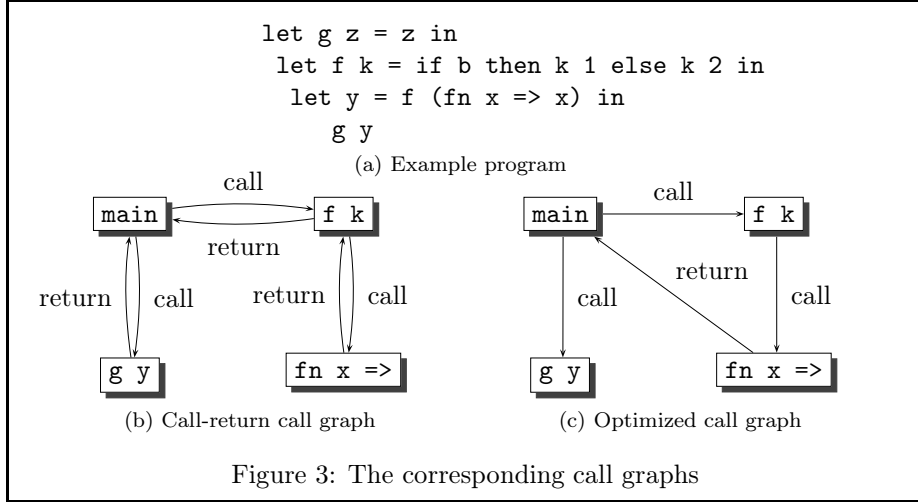 let g z = z in
let f k = if b then k 1 else k 2 in
let y = f (fn x => x) in
g y
(a) Example program
call
main
f k
return
return
call
return
call
g y
fn x =>
(b) Call-return call graph
call
main
f k
return
call
call
g y
fn x =>
(c) Optimized call graph
Figure 3: The corresponding call graphs